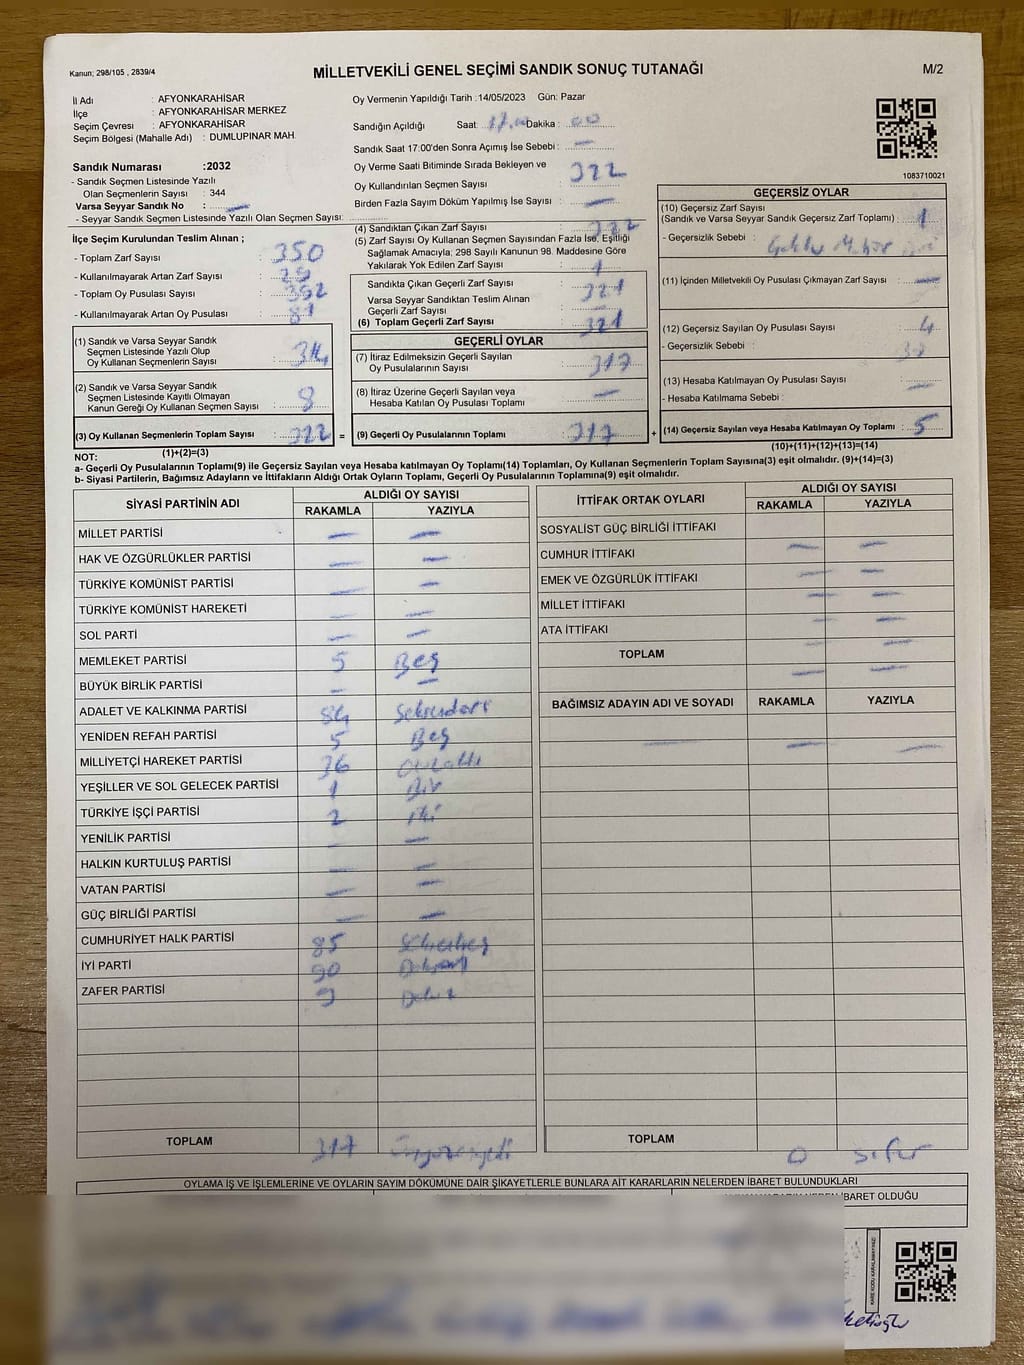 Kanun; 298/105 , 2839/4
MİLLETVEKİLİ GENEL SEÇİMİ SANDIK SONUÇ TUTANAĞI
M/2
İl Adı : AFYONKARAHİSAR
İlçe : AFYONKARAHİSAR MERKEZ
Seçim Çevresi : AFYONKARAHİSAR
Seçim Bölgesi (Mahalle Adı) : DUMLUPINAR MAH.
Sandık Numarası :2032
- Sandık Seçmen Listesinde Yazılı
Olan Seçmenlerin Sayısı : 344
Varsa Seyyar Sandık No : —
- Seyyar Sandık Seçmen Listesinde Yazılı Olan Seçmen Sayısı:
Oy Vermenin Yapıldığı Tarih :14/05/2023 Gün: Pazar
Sandığın Açıldığı Saat: 17.00 Dakika : 00
Sandık Saat 17:00'den Sonra Açımış İse Sebebi : —
Oy Verme Saati Bitiminde Sırada Bekleyen ve
Oy Kullandırılan Seçmen Sayısı : 322
Birden Fazla Sayım Döküm Yapılmış İse Sayısı : —
1083710021
İlçe Seçim Kurulundan Teslim Alınan ;
- Toplam Zarf Sayısı : 350
- Kullanılmayarak Artan Zarf Sayısı :
- Toplam Oy Pusulası Sayısı :
- Kullanılmayarak Artan Oy Pusulası :
(1) Sandık ve Varsa Seyyar Sandık
Seçmen Listesinde Yazılı Olup
Oy Kullanan Seçmenlerin Sayısı : 314
(2) Sandık ve Varsa Seyyar Sandık
Seçmen Listesinde Kayıtlı Olmayan
Kanun Gereği Oy Kullanan Seçmen Sayısı : 8
(3) Oy Kullanan Seçmenlerin Toplam Sayısı : 322 =
(1)+(2)=(3)
(4) Sandıktan Çıkan Zarf Sayısı : 322
(5) Zarf Sayısı Oy Kullanan Seçmen Sayısından Fazla İse, Eşitliği
Sağlamak Amacıyla, 298 Sayılı Kanunun 98. Maddesine Göre
Yakılarak Yok Edilen Zarf Sayısı : 1
Sandıkta Çıkan Geçerli Zarf Sayısı : 321
Varsa Seyyar Sandıktan Teslim Alınan
Geçerli Zarf Sayısı : —
(6) Toplam Geçerli Zarf Sayısı : 321
GEÇERLİ OYLAR
(7) İtiraz Edilmeksizin Geçerli Sayılan
Oy Pusulalarının Sayısı : 317
(8) İtiraz Üzerine Geçerli Sayılan veya
Hesaba Katılan Oy Pusulası Toplamı : —
(9) Geçerli Oy Pusulalarının Toplamı : 317 +
GEÇERSİZ OYLAR
(10) Geçersiz Zarf Sayısı
(Sandık ve Varsa Seyyar Sandık Geçersiz Zarf Toplamı) : 1
- Geçersizlik Sebebi :
(11) İçinden Milletvekili Oy Pusulası Çıkmayan Zarf Sayısı : —
(12) Geçersiz Sayılan Oy Pusulası Sayısı : 4
- Geçersizlik Sebebi :
(13) Hesaba Katılmayan Oy Pusulası Sayısı : —
- Hesaba Katılmama Sebebi :
(14) Geçersiz Sayılan veya Hesaba Katılmayan Oy Toplamı : 5
(10)+(11)+(12)+(13)=(14)
NOT:
a- Geçerli Oy Pusulalarının Toplamı(9) ile Geçersiz Sayılan veya Hesaba katılmayan Oy Toplamı(14) Toplamları, Oy Kullanan Seçmenlerin Toplam Sayısına(3) eşit olmalıdır. (9)+(14)=(3)
b- Siyasi Partilerin, Bağımsız Adayların ve İttifakların Aldığı Ortak Oyların Toplamı, Geçerli Oy Pusulalarının Toplamına(9) eşit olmalıdır.
SİYASİ PARTİNİN ADI ALDIĞI OY SAYISI
RAKAMLA YAZIYLA
MİLLET PARTİSİ — —
HAK VE ÖZGÜRLÜKLER PARTİSİ — —
TÜRKİYE KOMÜNİST PARTİSİ — —
TÜRKİYE KOMÜNİST HAREKETİ — —
SOL PARTİ — —
MEMLEKET PARTİSİ 5 Beş
BÜYÜK BİRLİK PARTİSİ — —
ADALET VE KALKINMA PARTİSİ 84 Seksendört
YENİDEN REFAH PARTİSİ 5 Beş
MİLLİYETÇİ HAREKET PARTİSİ 36 Otuzaltı
YEŞİLLER VE SOL GELECEK PARTİSİ 1 Bir
TÜRKİYE İŞÇİ PARTİSİ 2 iki
YENİLİK PARTİSİ — —
HALKIN KURTULUŞ PARTİSİ — —
VATAN PARTİSİ — —
GÜÇ BİRLİĞİ PARTİSİ — —
CUMHURİYET HALK PARTİSİ 85 Seksenbeş
İYİ PARTİ 90 Doksan
ZAFER PARTİSİ 9 Dokuz
TOPLAM 317
İTTİFAK ORTAK OYLARI ALDIĞI OY SAYISI
RAKAMLA YAZIYLA
SOSYALİST GÜÇ BİRLİĞİ İTTİFAKI
CUMHUR İTTİFAKI — —
EMEK VE ÖZGÜRLÜK İTTİFAKI — —
MİLLET İTTİFAKI — —
ATA İTTİFAKI — —
TOPLAM — —
BAĞIMSIZ ADAYIN ADI VE SOYADI RAKAMLA YAZIYLA
— — —
TOPLAM 0 sıfır
OYLAMA İŞ VE İŞLEMLERİNE VE OYLARIN SAYIM DÖKÜMÜNE DAİR ŞİKAYETLERLE BUNLARA AİT KARARLARIN NELERDEN İBARET BULUNDUKLARI
İBARET OLDUĞU